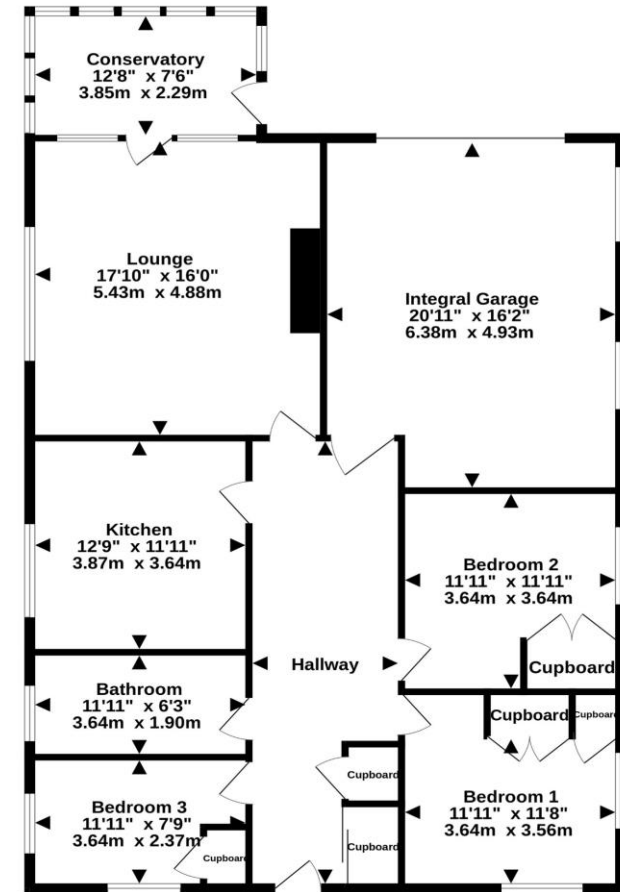 Conservatory
12'8" x 7'6"
3.85m x 2.29m
Lounge
17'10" x 16'0"
5.43m x 4.88m
Integral Garage
20'11" x 16'2"
6.38m x 4.93m
Kitchen
12'9" x 11'11"
3.87m x 3.64m
Bedroom 2
11'11" x 11'11"
3.64m x 3.64m
Cupboard
Hallway
Bathroom
11'11" x 6'3"
3.64m x 1.90m
Cupboard
Cupboard
Cupboard
Bedroom 3
11'11" x 7'9"
3.64m x 2.37m
Cupboard
Cupboard
Bedroom 1
11'11" x 11'8"
3.64m x 3.56m